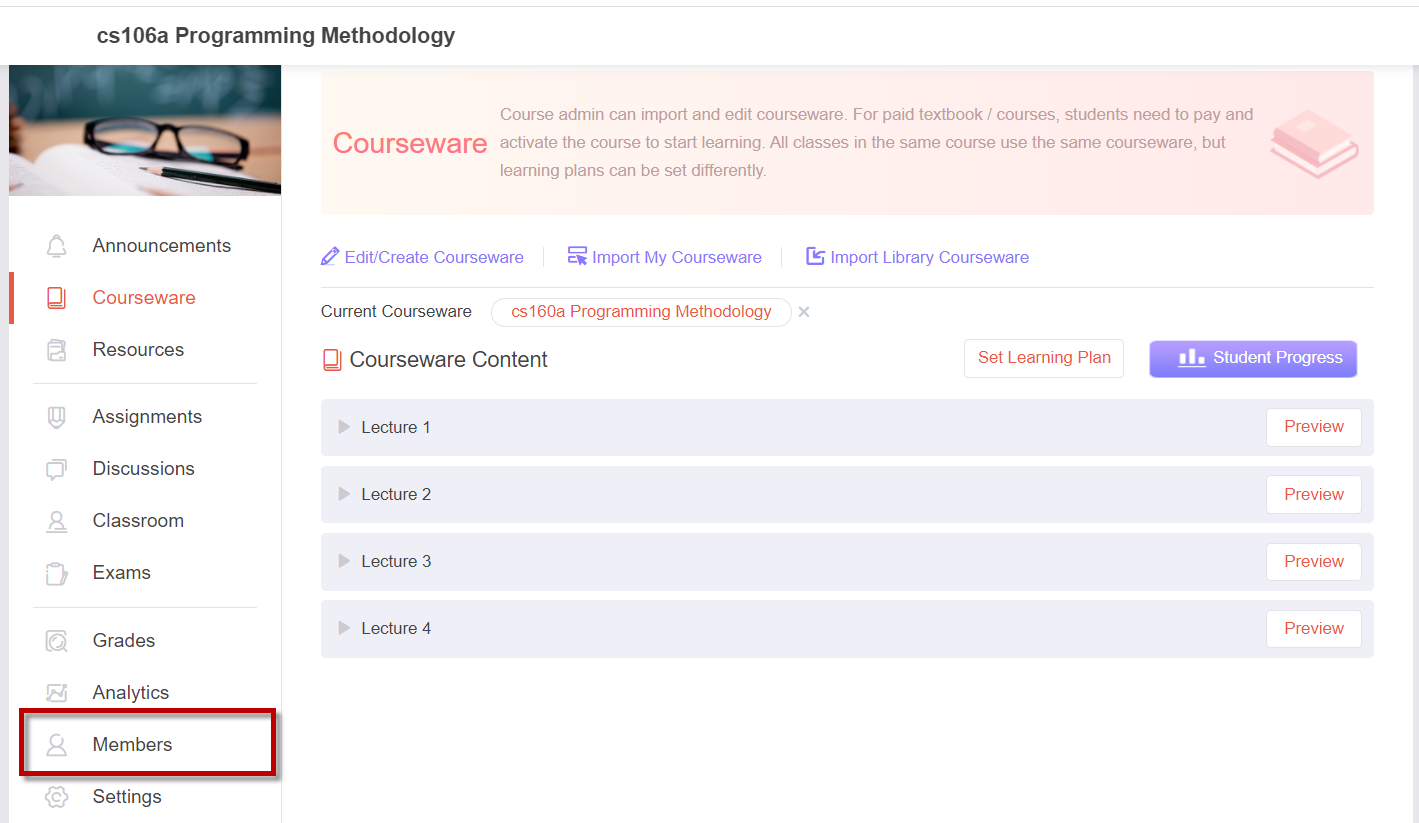 cs106a Programming Methodology
Announcements
Courseware
Resources
Assignments
Discussions
Classroom
Exams
Grades
Analytics
Members
Settings
Courseware
Course admin can import and edit courseware. For paid textbook / courses, students need to pay and
activate the course to start learning. All classes in the same course use the same courseware, but
learning plans can be set differently.
Edit/Create Courseware Import My Courseware Import Library Courseware
Current Courseware cs160a Programming Methodology ×
Courseware Content Set Learning Plan Student Progress
Lecture 1 Preview
Lecture 2 Preview
Lecture 3 Preview
Lecture 4 Preview